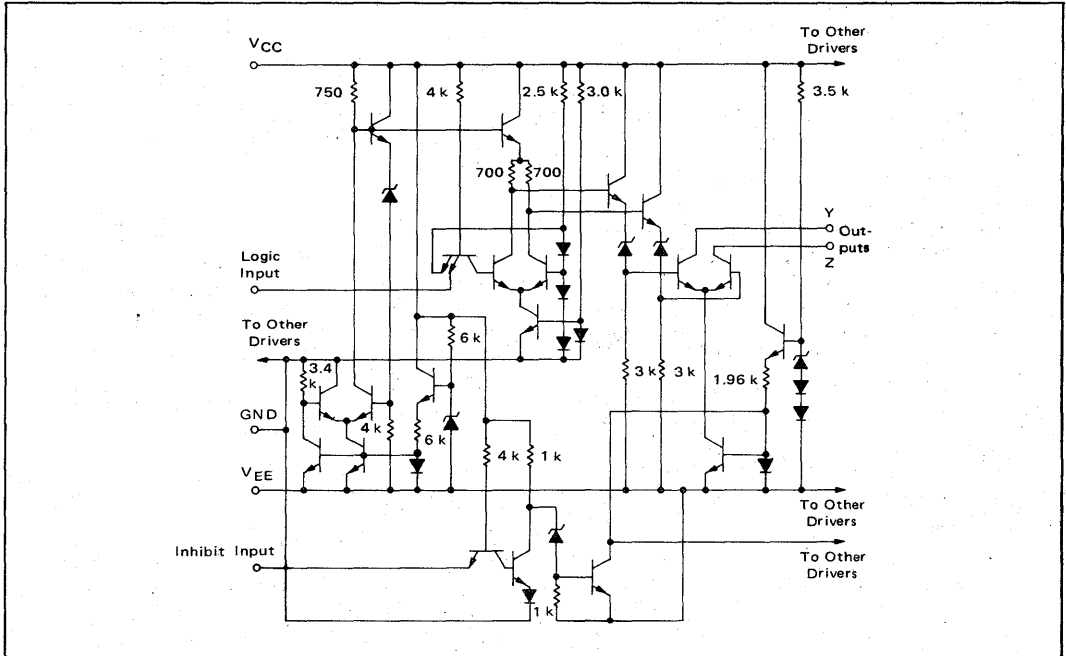 VCC
To Other
Drivers
750
4 k
2.5 k
3.0 k
3.5 k
700
700
Y
Out-
puts
Z
Logic
Input
To Other
Drivers
6 k
3.4
k
3 k
3 k
1.96 k
GND
4 k
6 k
4 k
1 k
VEE
To Other
Drivers
Inhibit Input
To Other
Drivers
1 k